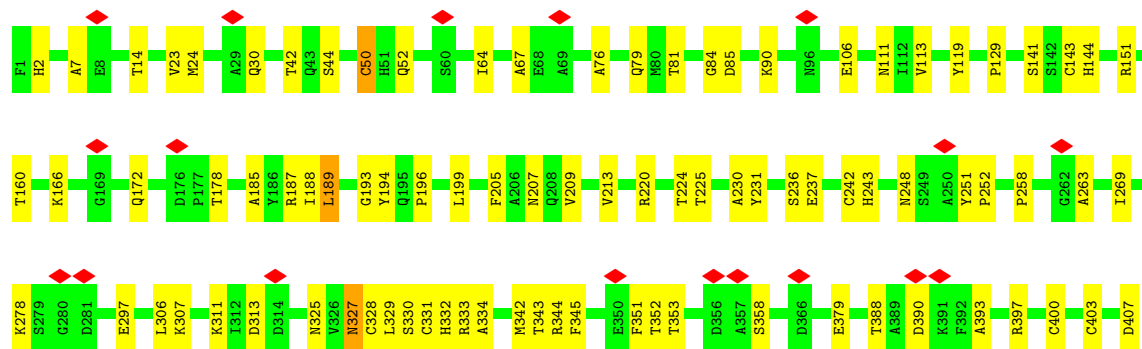 F1 H2 A7 E8 T14 V23 M24 A29 Q30 T42 Q43 S44 C50 H51 Q52 S60 I64 A67 E68 A69 A76 Q79 M80 T81 G84 D85 K90 N96 E106 N111 I112 V113 Y119 P129 S141 S142 C143 H144 R151
T160 K166 G169 Q172 D176 P177 T178 A185 Y186 R187 I188 L189 G193 Y194 Q195 P196 L199 F205 A206 N207 Q208 V209 V213 R220 T224 T225 A230 Y231 S236 E237 C242 H243 N248 S249 A250 Y251 P252 P258 G262 A263 I269
K278 S279 G280 D281 E297 L306 K307 K311 T312 D313 D314 N325 V326 N327 C328 L329 S330 C331 H332 R333 A334 M342 T343 R344 F345 E350 F351 T352 T353 D356 A357 S358 D366 E379 T388 A389 D390 K391 F392 A393 R397 C400 C403 D407